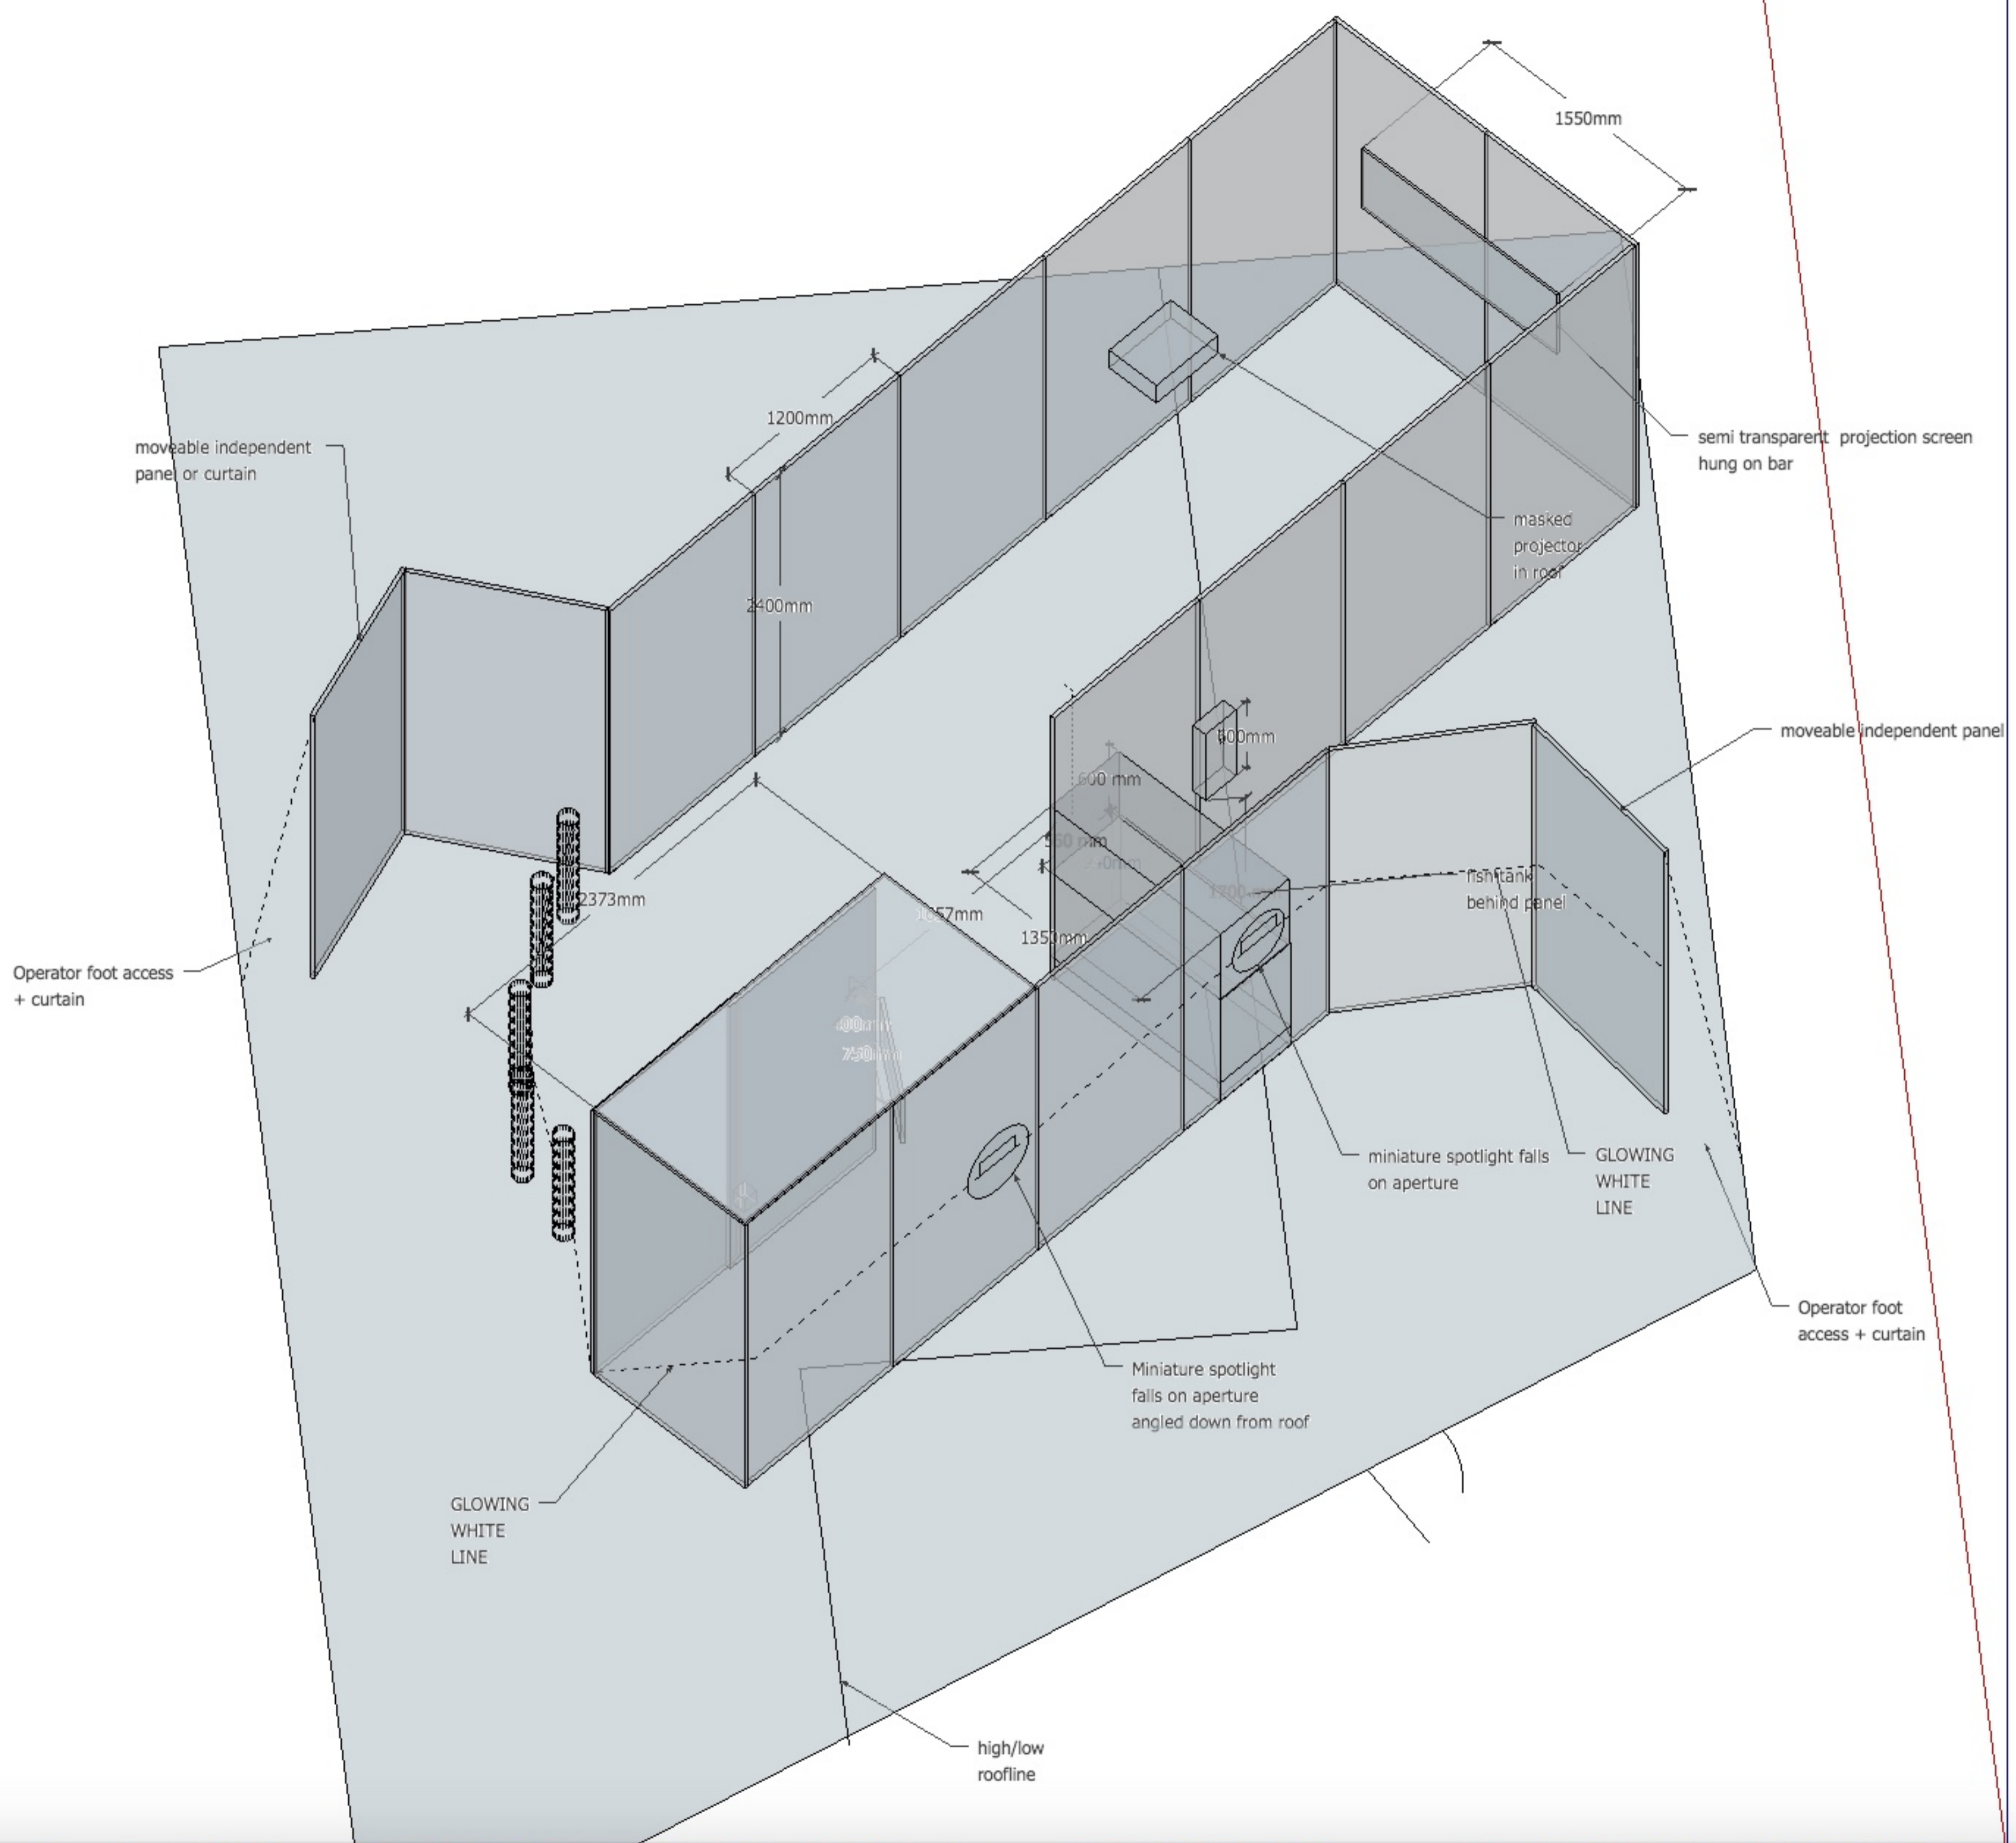 1550mm
1200mm
moveable independent
panel or curtain
semi transparent projection screen
hung on bar
masked
projector
in roof
2400mm
moveable independent panel
600 mm
2373mm
fish tank
behind panel
1350mm
Operator foot access
+ curtain
750mm
miniature spotlight falls
on aperture
GLOWING
WHITE
LINE
Operator foot
access + curtain
Miniature spotlight
falls on aperture
angled down from roof
GLOWING
WHITE
LINE
high/low
roofline